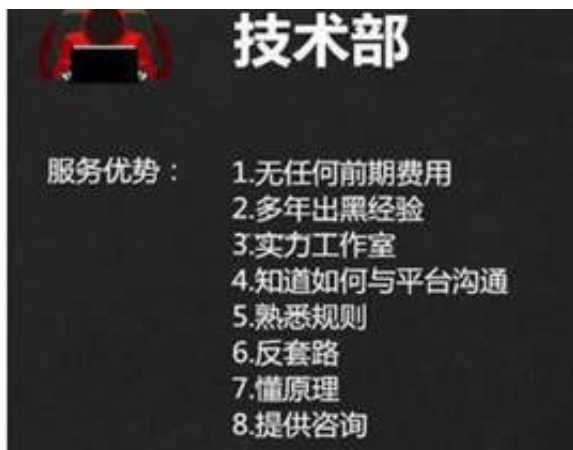 技术部
服务优势：
1.无任何前期费用
2.多年出黑经验
3.实力工作室
4.知道如何与平台沟通
5.熟悉规则
6.反套路
7.懂原理
8.提供咨询